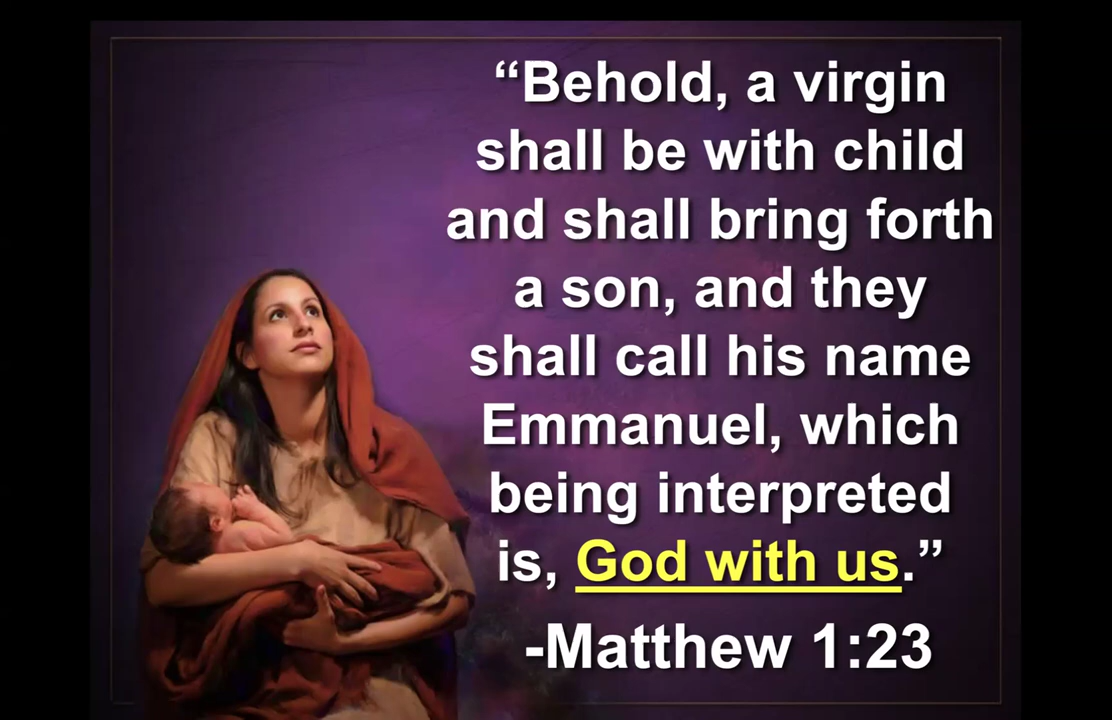 “Behold, a virgin
shall be with child
and shall bring forth
a son, and they
shall call his name
Emmanuel, which
being interpreted
is, God with us.”
-Matthew 1:23